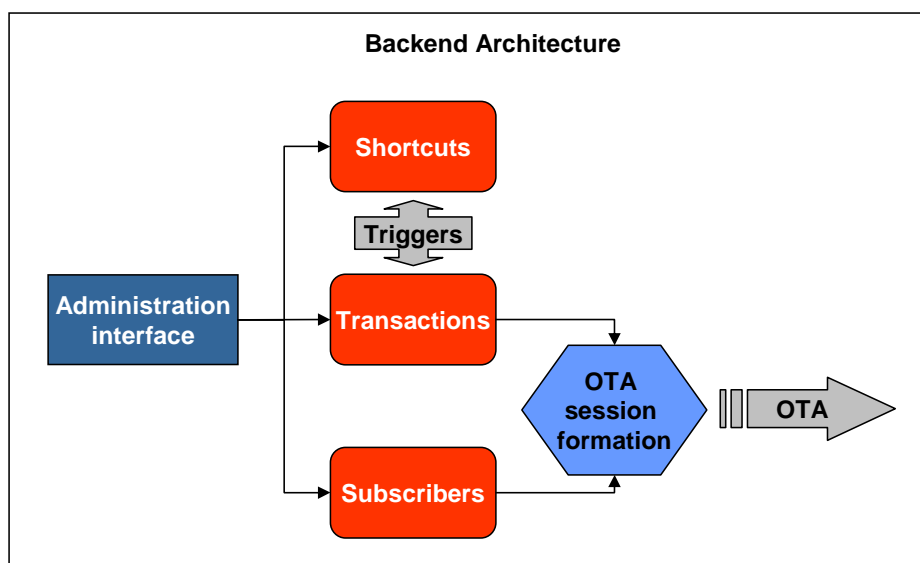 Backend Architecture
Shortcuts
Triggers
Administration
interface
Transactions
OTA
session
formation
OTA
Subscribers